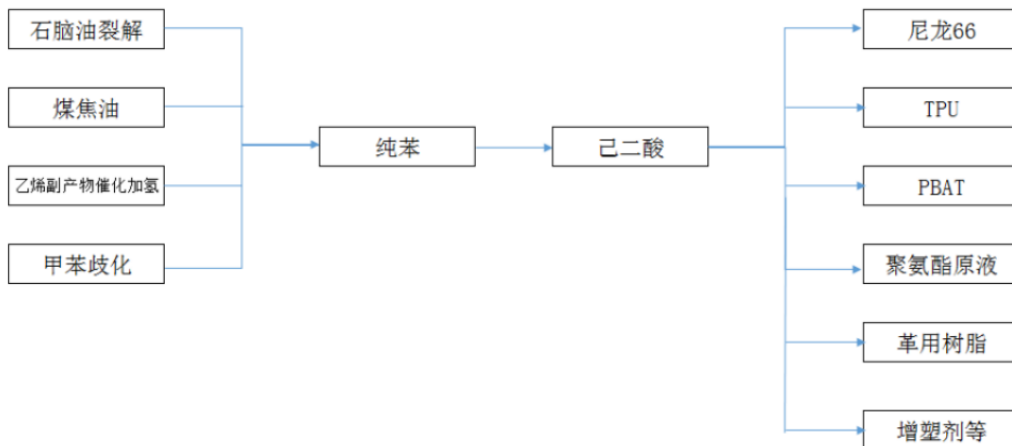 石脑油裂解
煤焦油
乙烯副产物催化加氢
甲苯歧化
纯苯
己二酸
尼龙66
TPU
PBAT
聚氨酯原液
革用树脂
增塑剂等